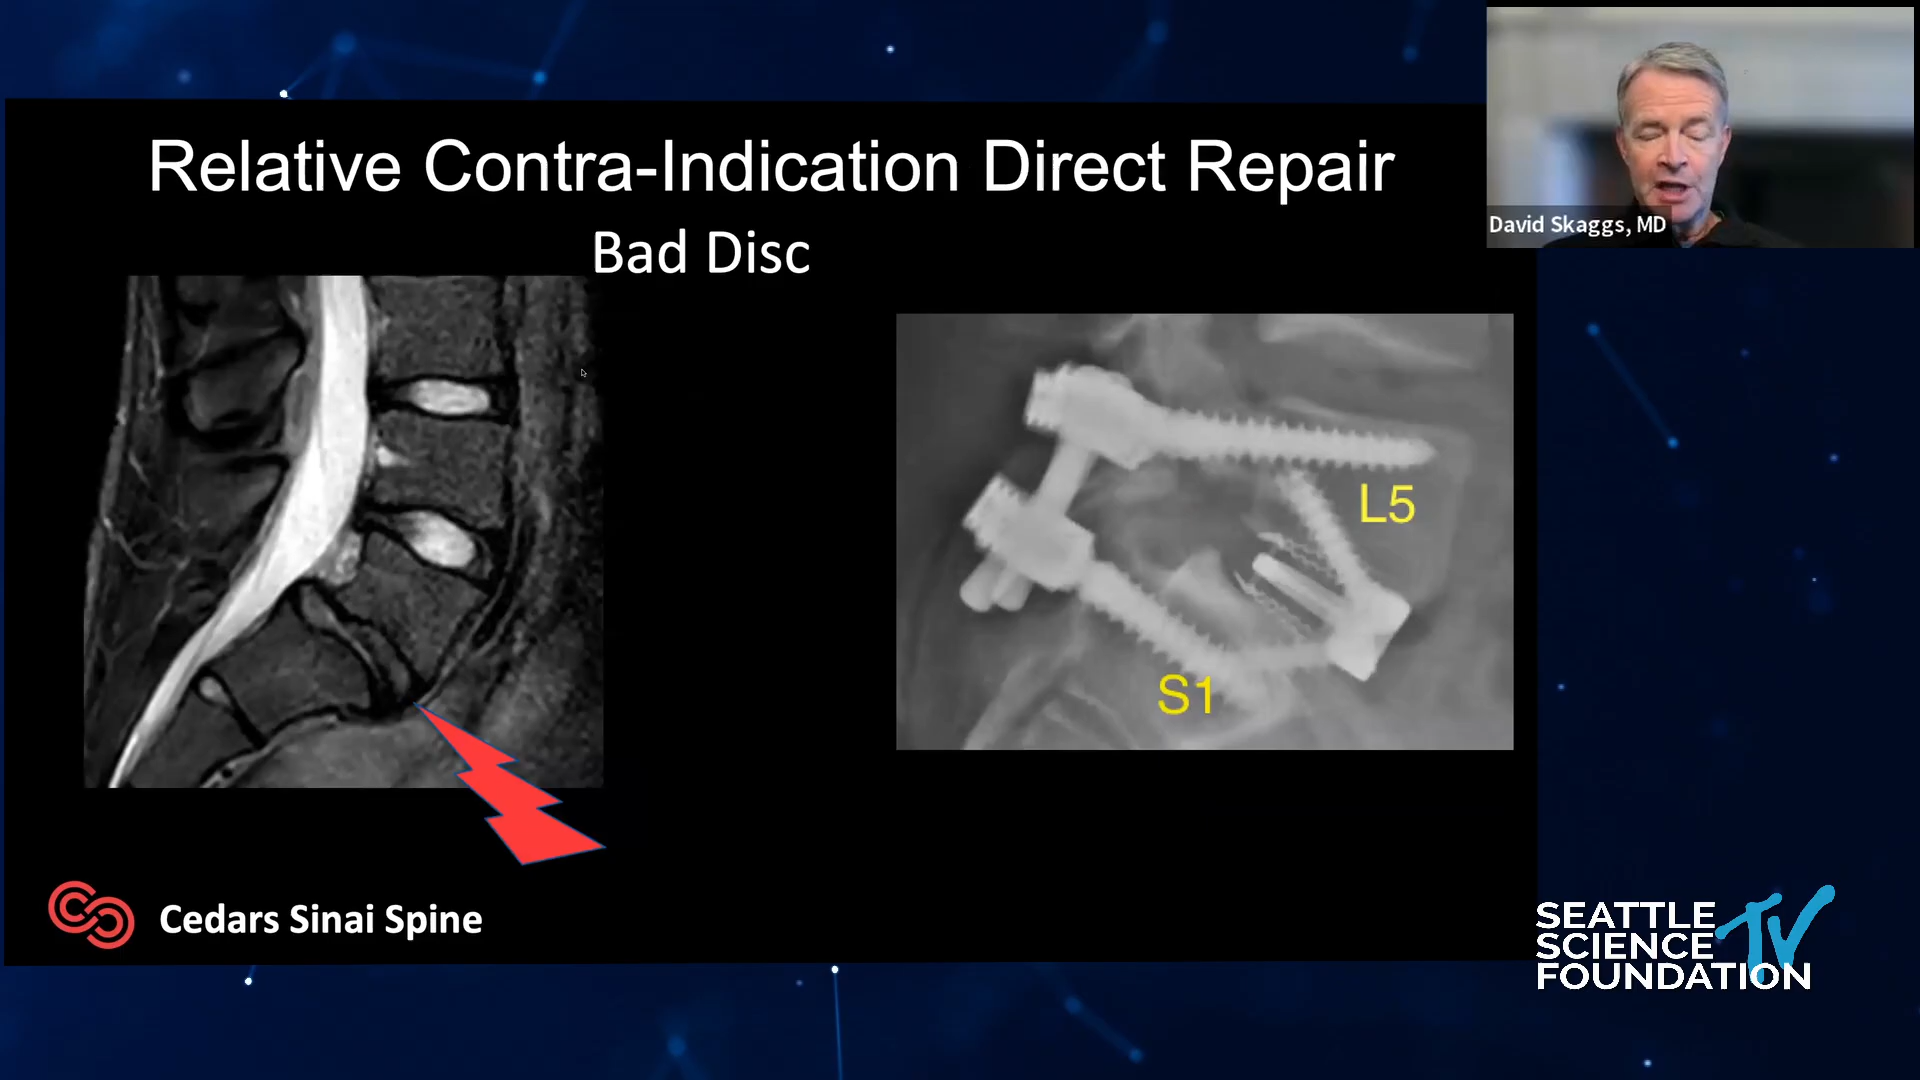 Relative Contra-Indication Direct Repair
Bad Disc
David Skaggs, MD
L5
S1
Cedars Sinai Spine
SEATTLE
SCIENCE
FOUNDATION
TV